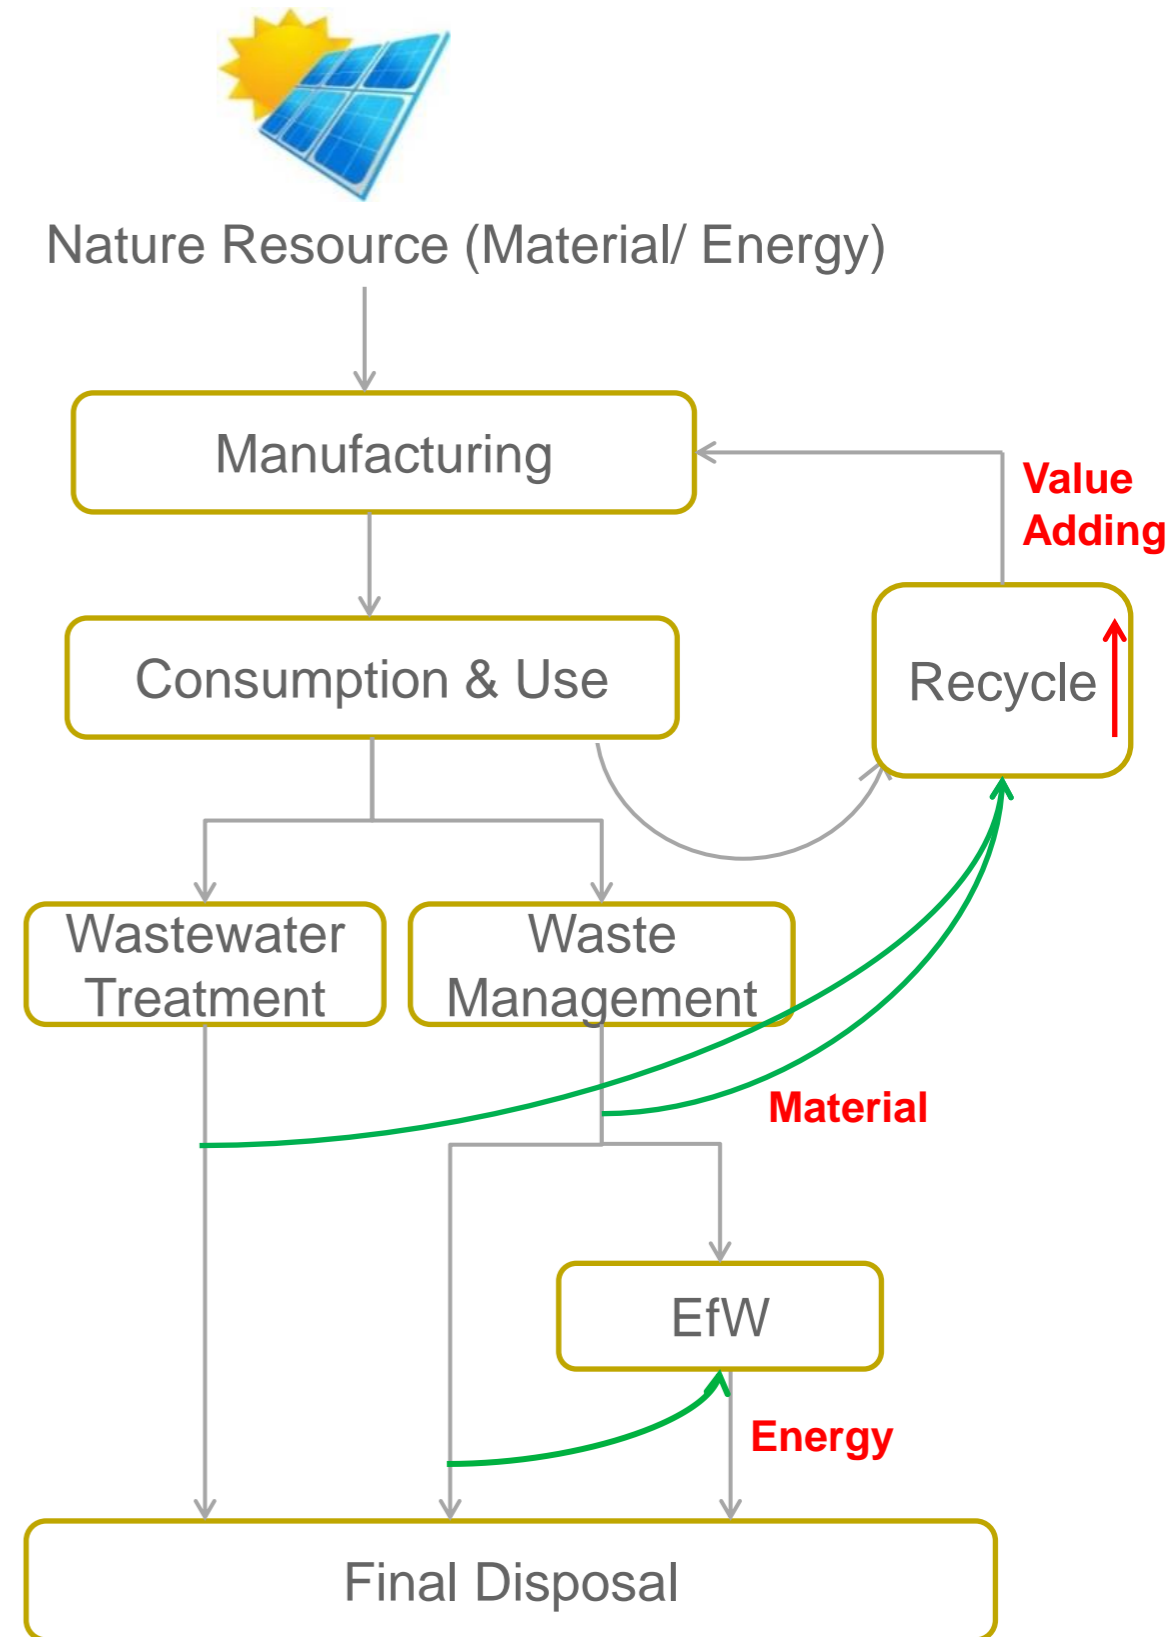 Nature Resource (Material/ Energy)
Manufacturing
Value
Adding
Consumption & Use
Recycle
Wastewater
Treatment
Waste
Management
Material
EfW
Energy
Final Disposal